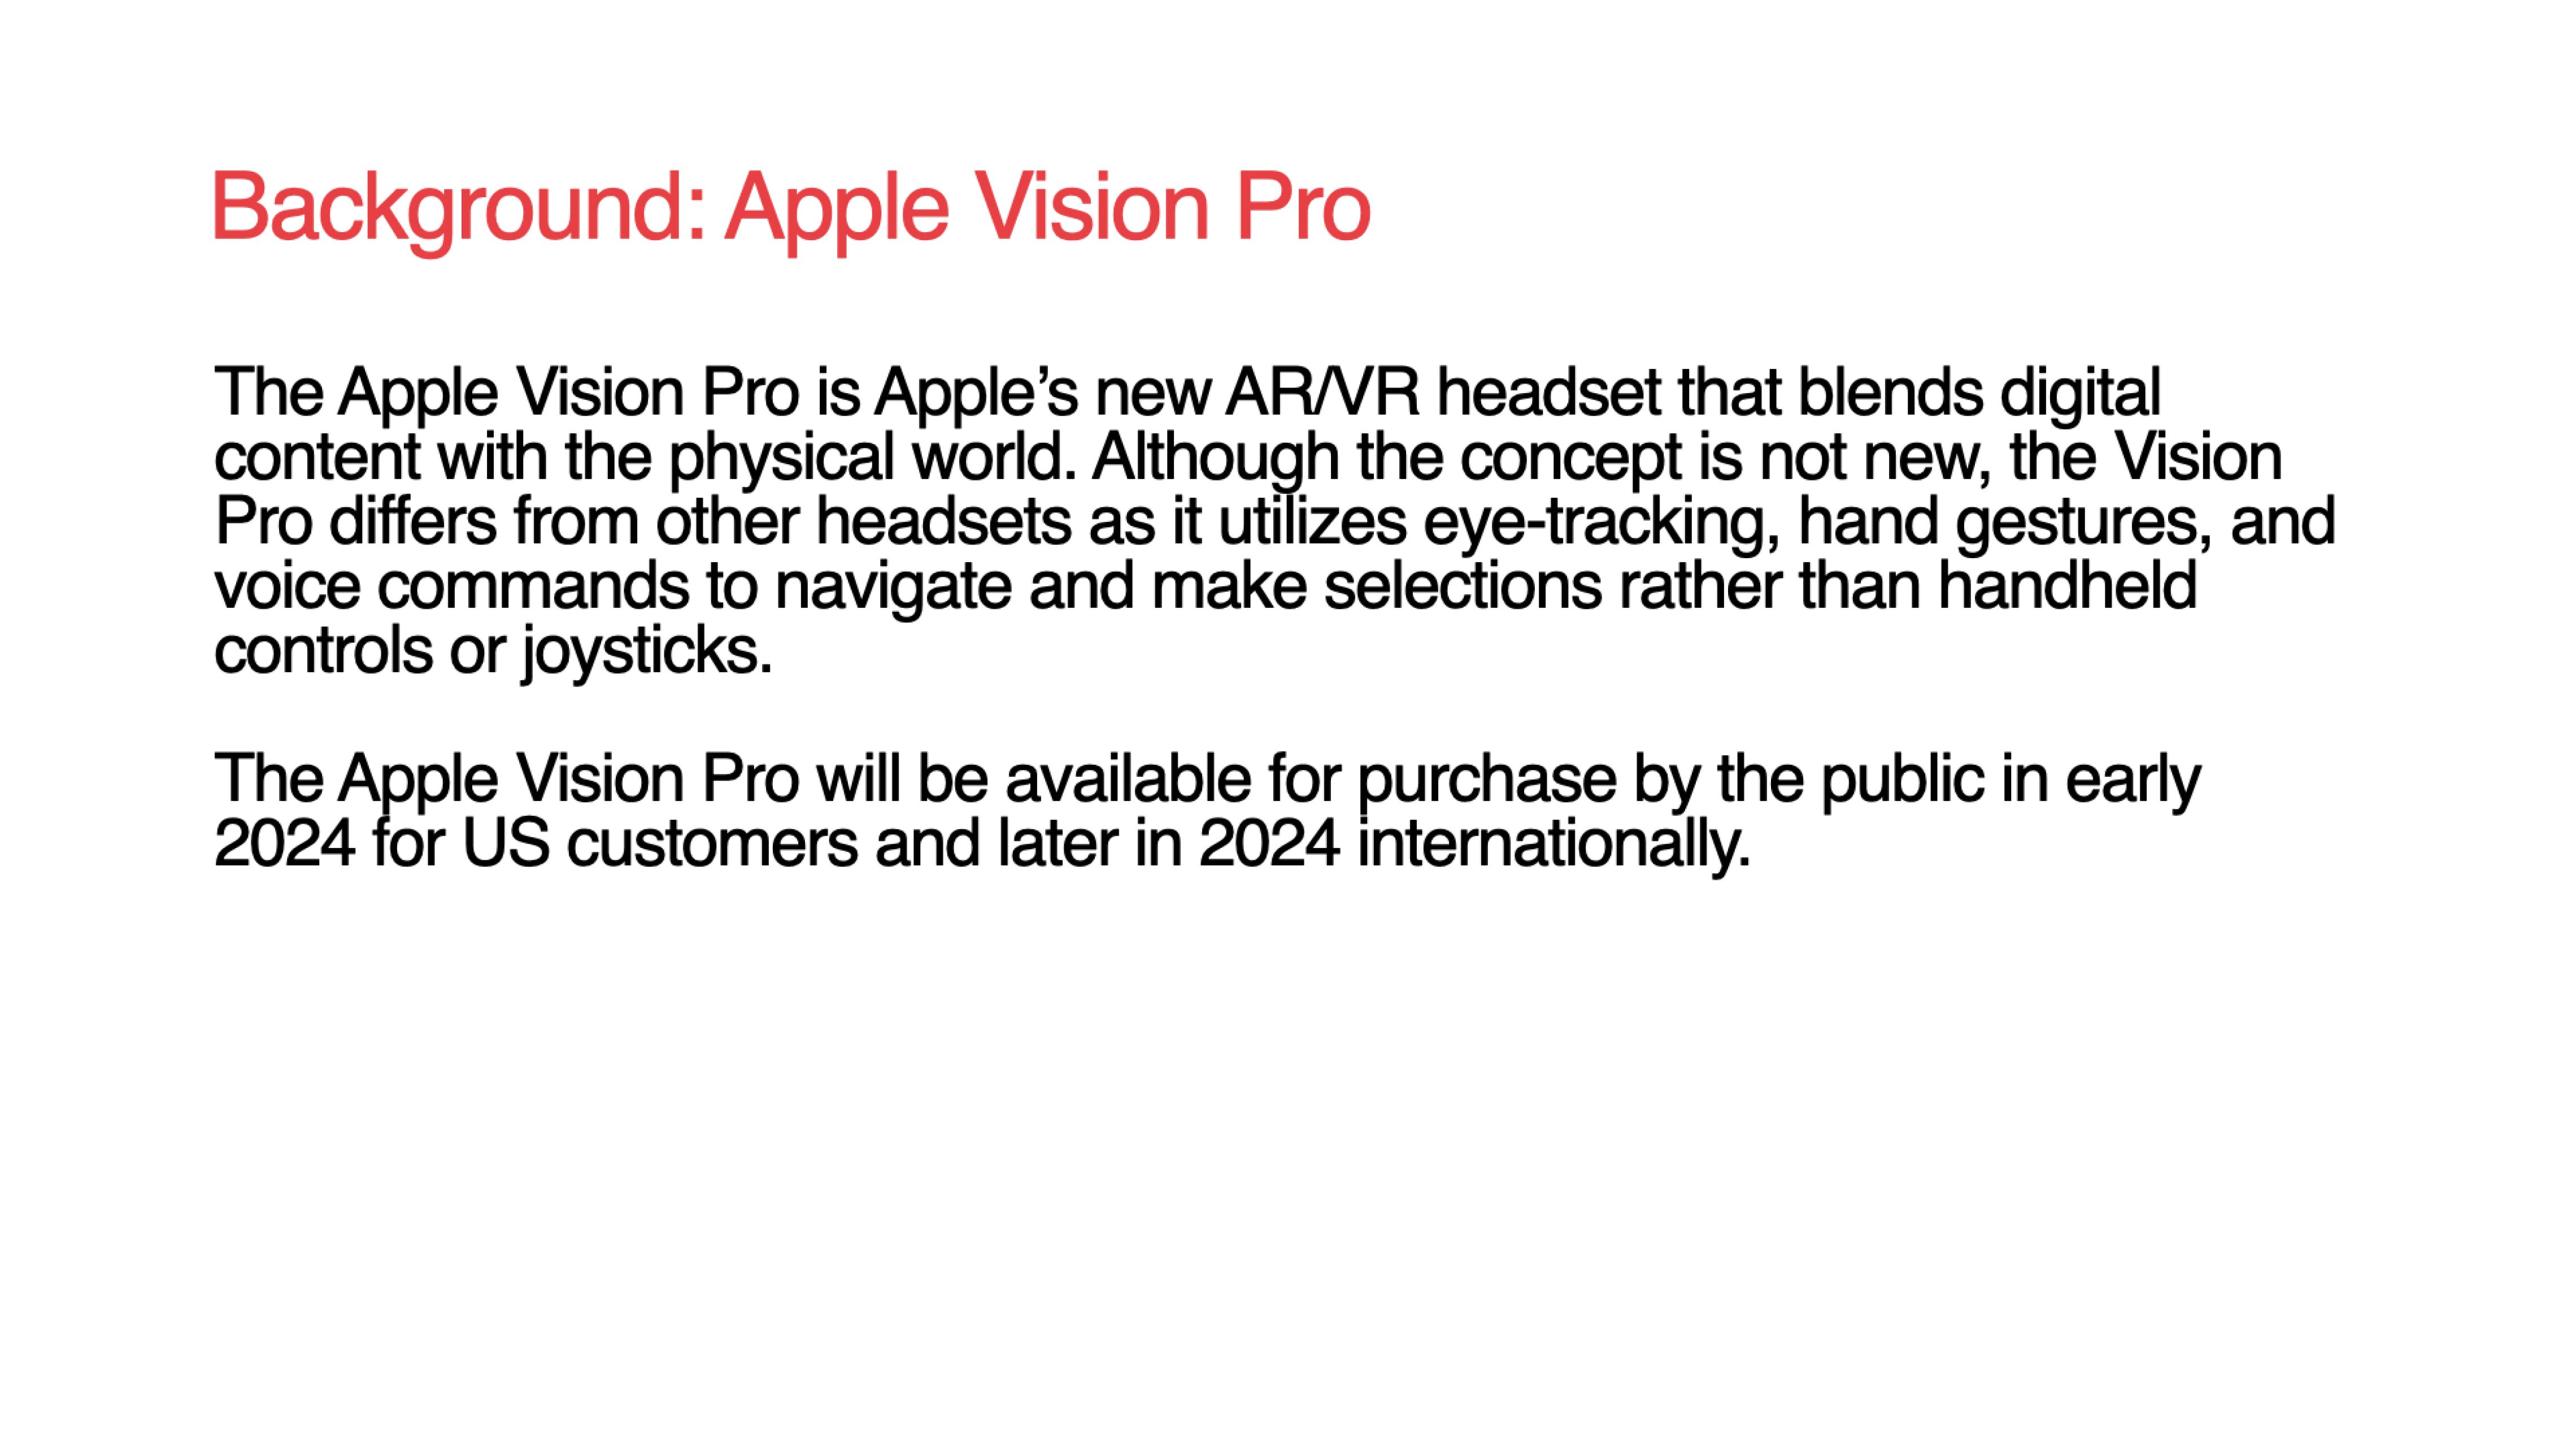 Background: Apple Vision Pro
The Apple Vision Pro is Apple’s new AR/VR headset that blends digital
content with the physical world. Although the concept is not new, the Vision
Pro differs from other headsets as it utilizes eye-tracking, hand gestures, and
voice commands to navigate and make selections rather than handheld
controls or joysticks.
The Apple Vision Pro will be available for purchase by the public in early
2024 for US customers and later in 2024 internationally.